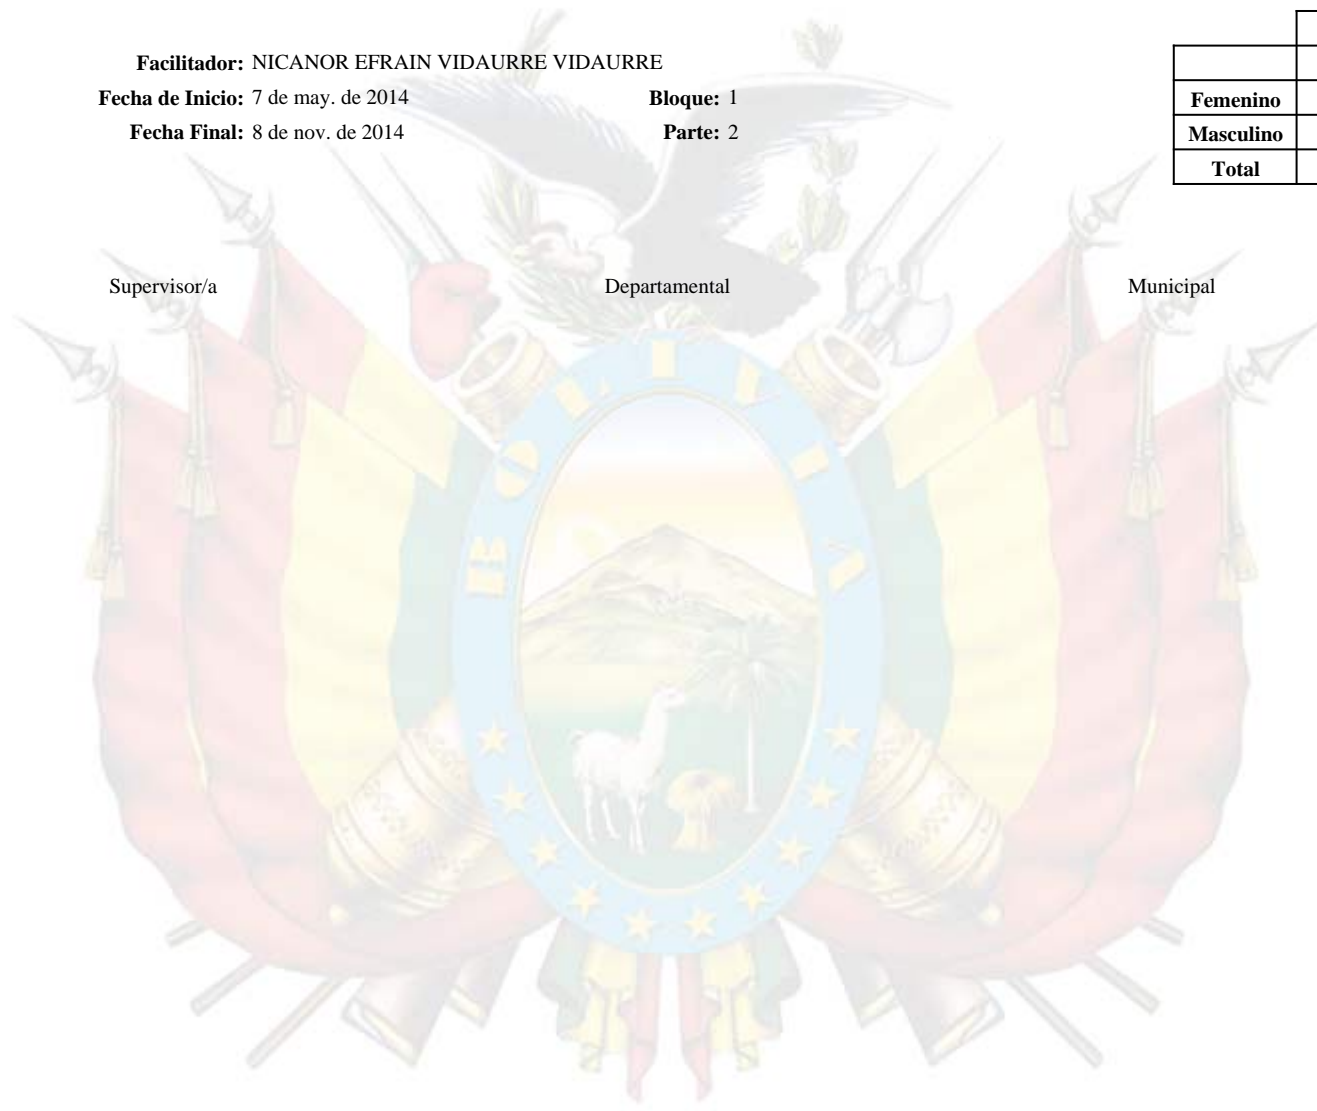 Facilitador: NICANOR EFRAIN VIDAURRE VIDAURRE
Fecha de Inicio: 7 de may. de 2014 Bloque: 1
Fecha Final: 8 de nov. de 2014 Parte: 2
Femenino
Masculino
Total
Supervisor/a Departamental Municipal
BOLIVIA